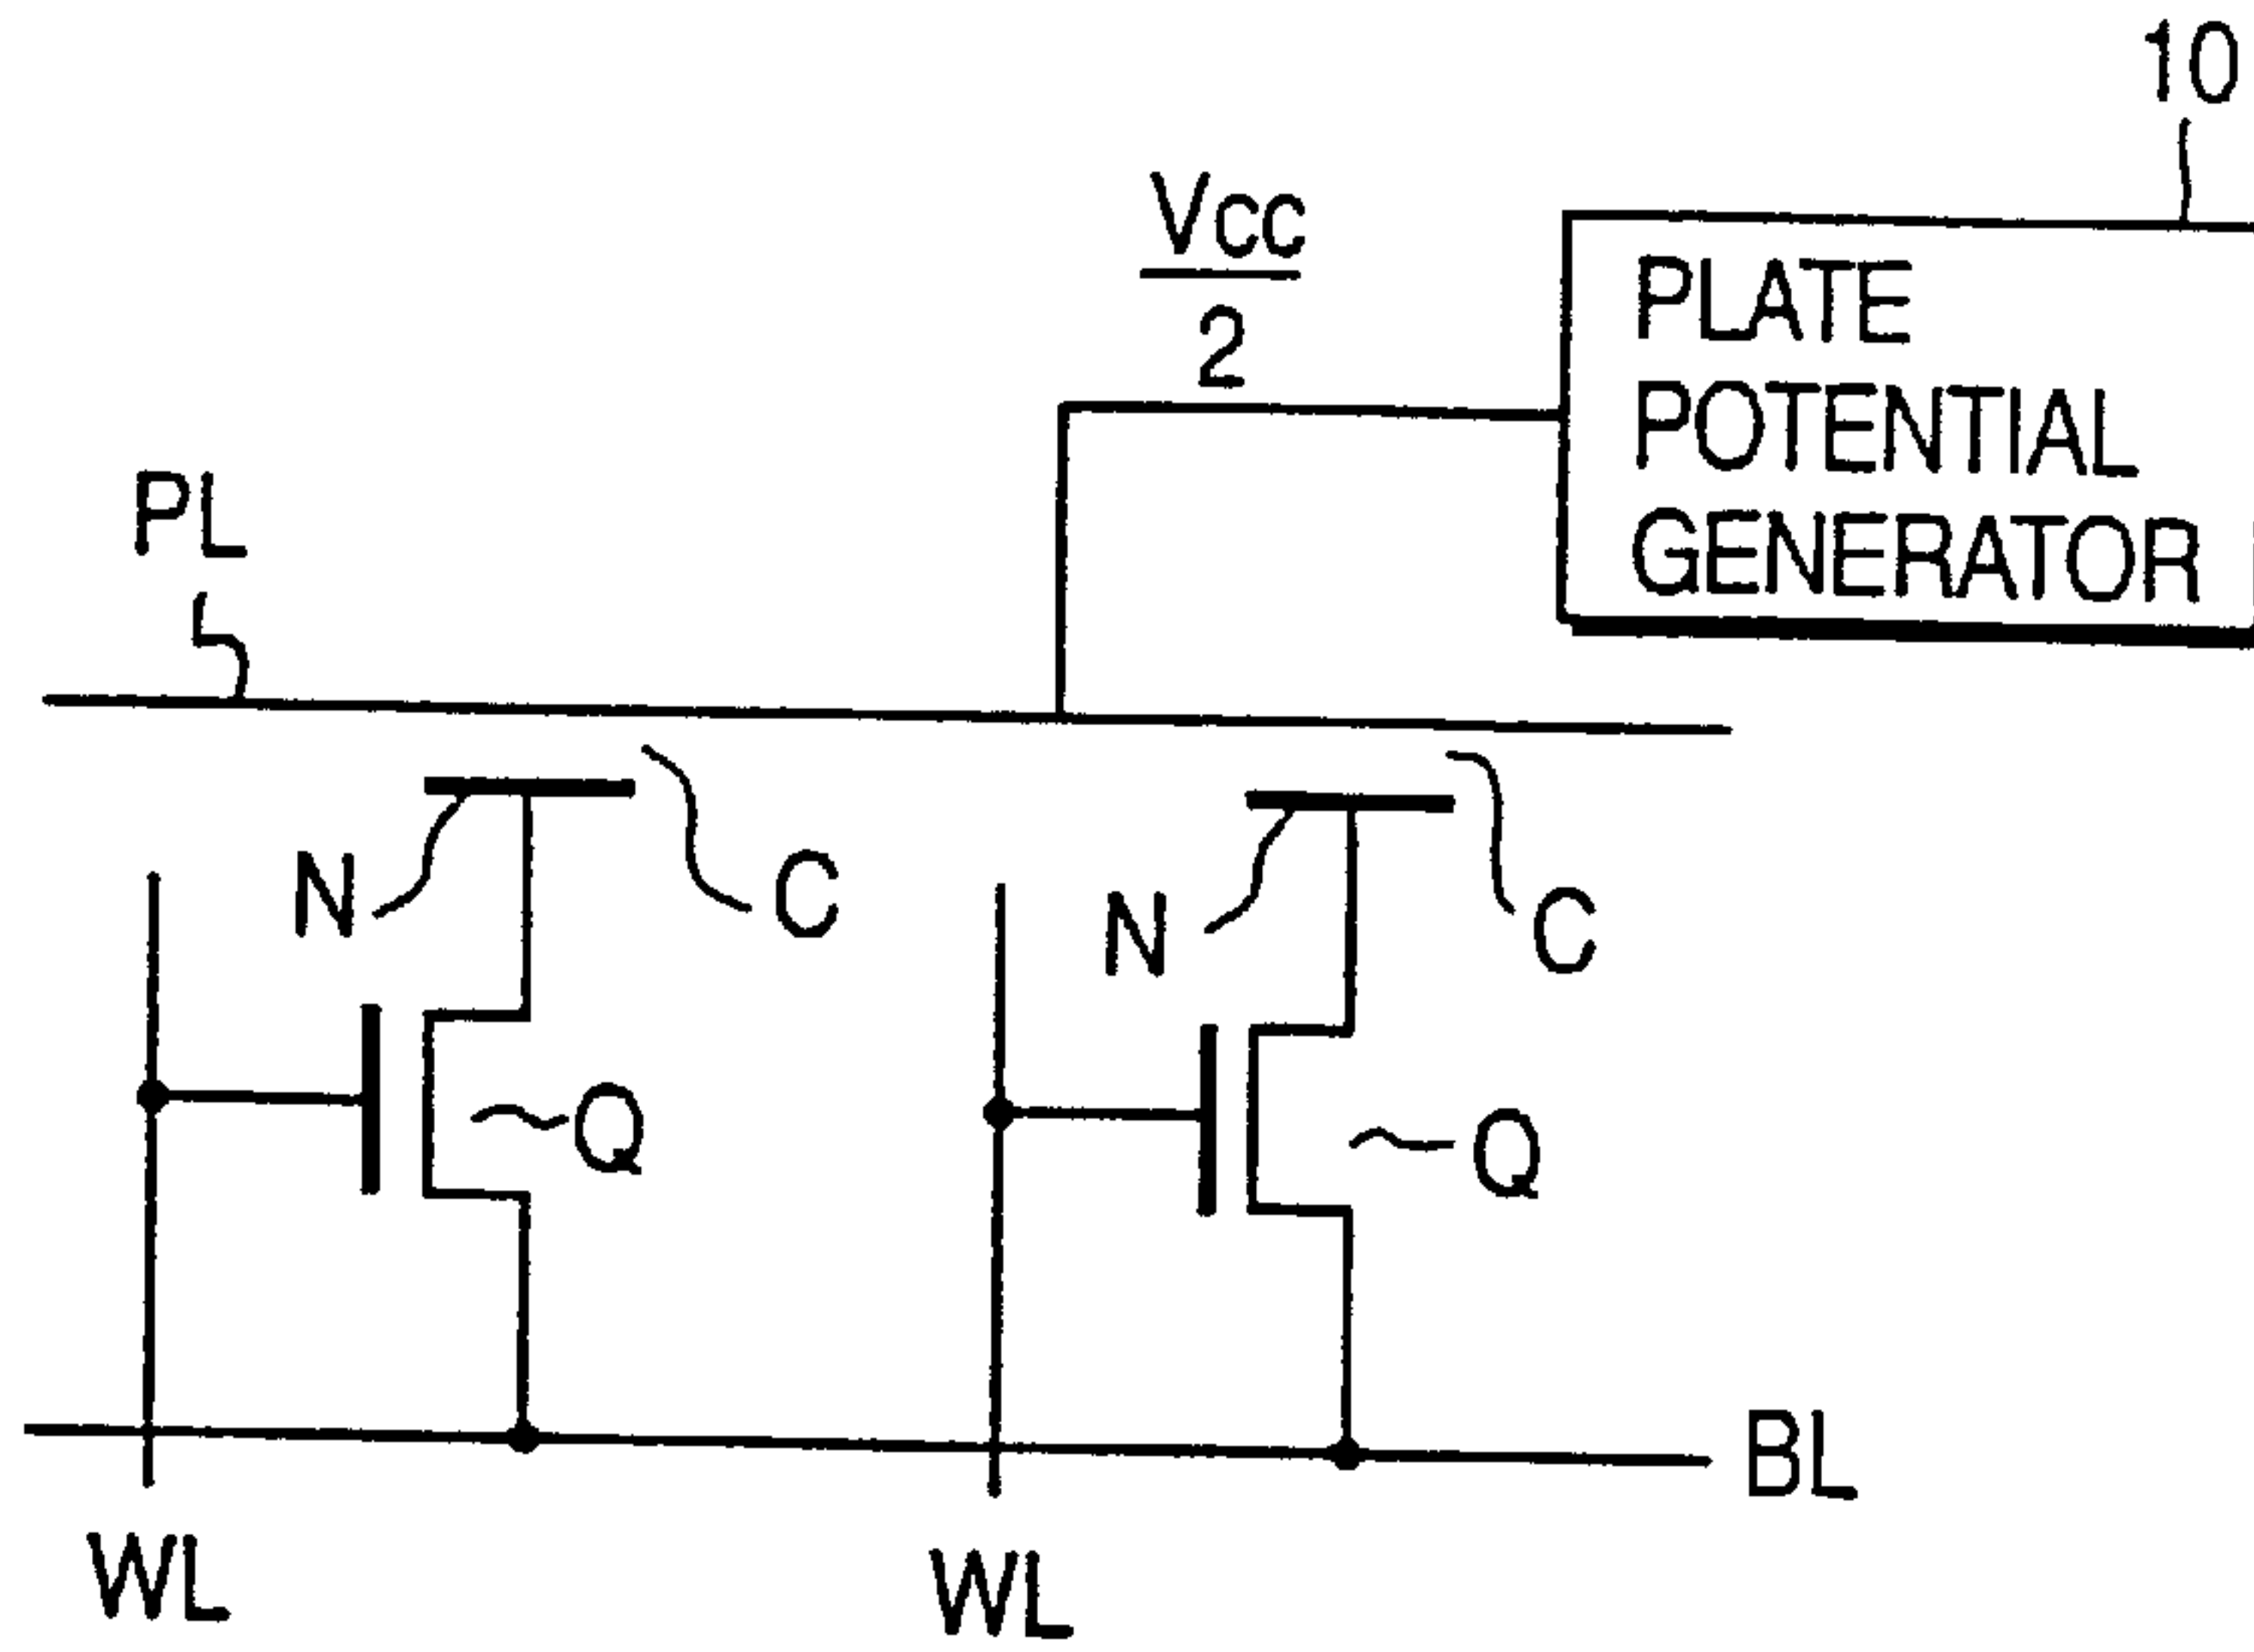 10
Vcc
2
PLATE
POTENTIAL
GENERATOR
PL
N
C
N
C
Q
Q
BL
WL
WL